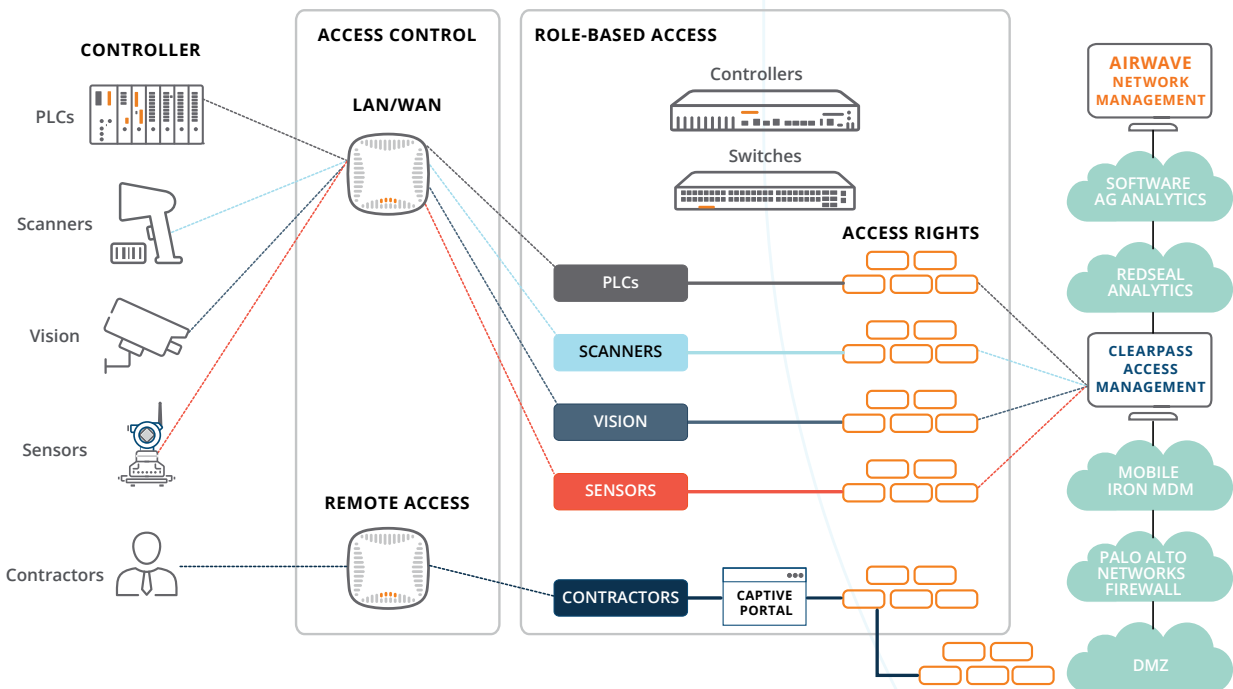 CONTROLLER
PLCs
Scanners
Vision
Sensors
Contractors
ACCESS CONTROL
LAN/WAN
REMOTE ACCESS
ROLE-BASED ACCESS
Controllers
Switches
ACCESS RIGHTS
PLCs
SCANNERS
VISION
SENSORS
CONTRACTORS
CAPTIVE
PORTAL
AIRWAVE
NETWORK
MANAGEMENT
SOFTWARE
AG ANALYTICS
REDSEAL
ANALYTICS
CLEARPASS
ACCESS
MANAGEMENT
MOBILE
IRON MDM
PALO ALTO
NETWORKS
FIREWALL
DMZ